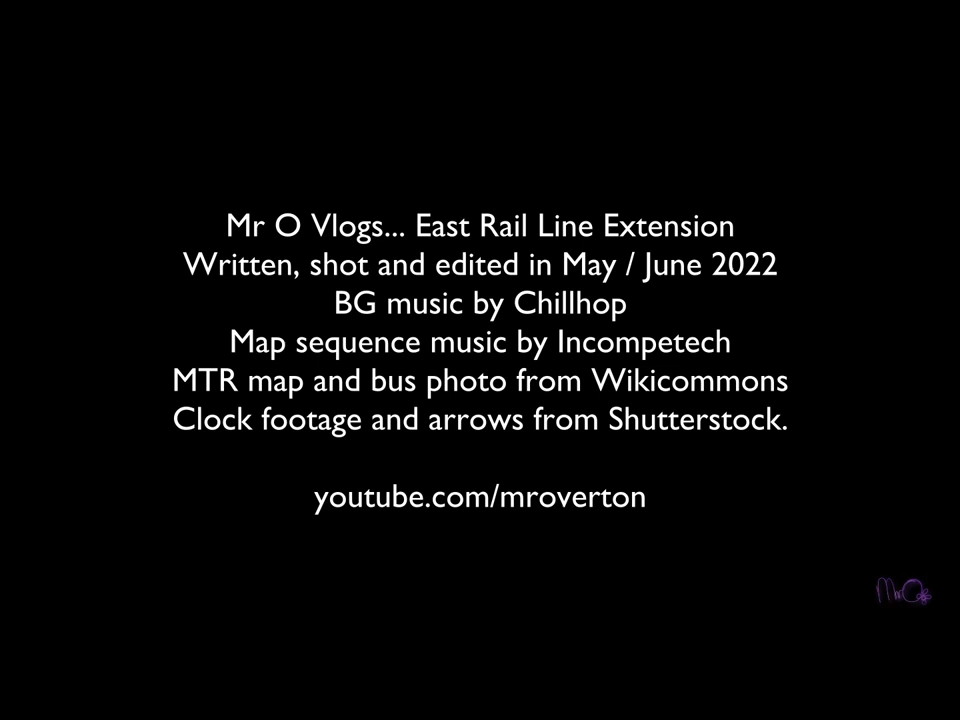 Mr O Vlogs... East Rail Line Extension
Written, shot and edited in May / June 2022
BG music by Chillhop
Map sequence music by Incompetech
MTR map and bus photo from Wikicommons
Clock footage and arrows from Shutterstock.
youtube.com/mroverton